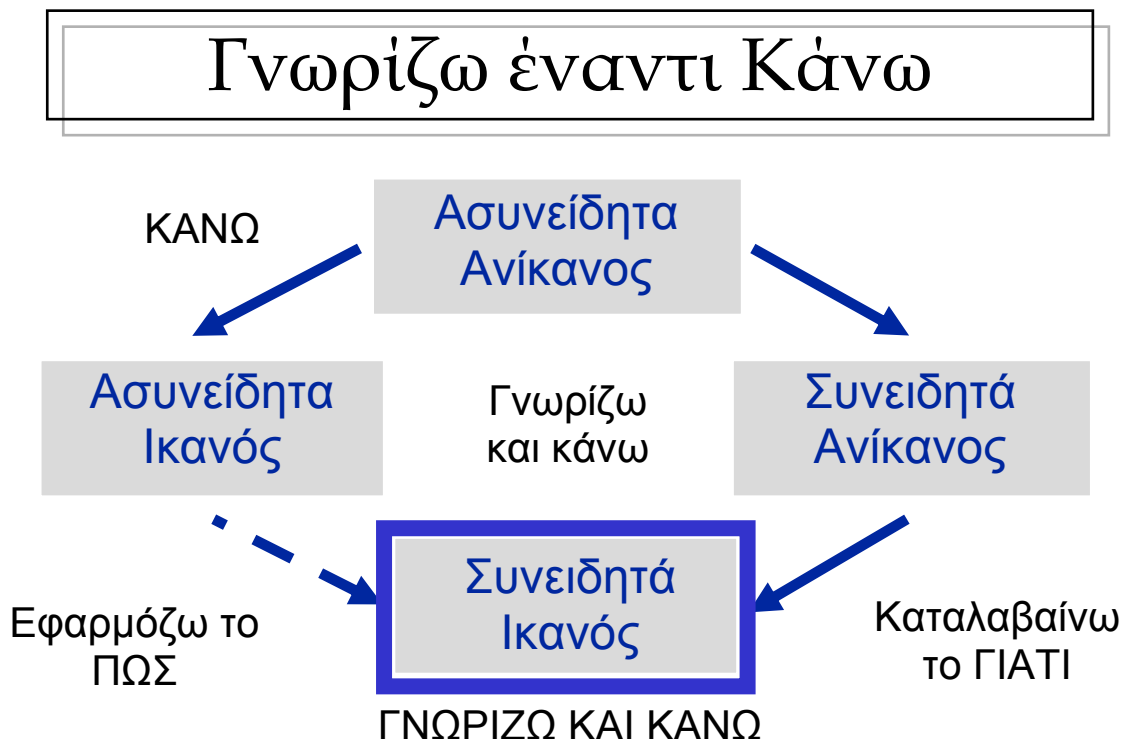 Γνωρίζω έναντι Κάνω
ΚΑΝΩ
Ασυνείδητα
Ανίκανος
Ασυνείδητα
Ικανός
Γνωρίζω
και κάνω
Συνειδητά
Ανίκανος
Συνειδητά
Ικανός
Εφαρμόζω το
ΠΩΣ
Καταλαβαίνω
το ΓΙΑΤΙ
ΓΝΩΡΙΖΩ ΚΑΙ ΚΑΝΩ